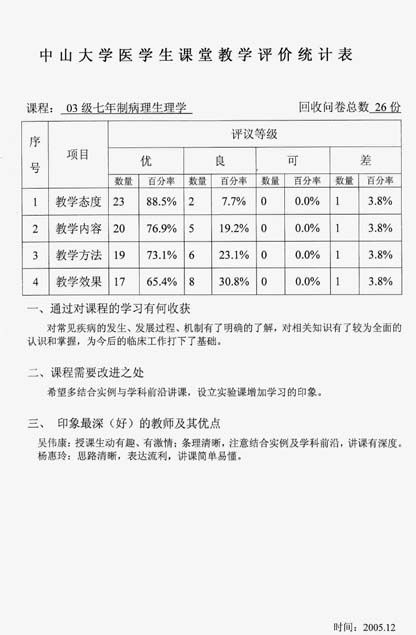 中山大学医学生课堂教学评价统计表
课程： 03 级七年制病理生理学 回收问卷总数 26 份
序号 项目 评议等级
优 良 可 差
数量 百分率 数量 百分率 数量 百分率 数量 百分率
1 教学态度 23 88.5% 2 7.7% 0 0.0% 1 3.8%
2 教学内容 20 76.9% 5 19.2% 0 0.0% 1 3.8%
3 教学方法 19 73.1% 6 23.1% 0 0.0% 1 3.8%
4 教学效果 17 65.4% 8 30.8% 0 0.0% 1 3.8%
一、通过对课程的学习有何收获
对常见疾病的发生、发展过程、机制有了明确的了解，对相关知识有了较为全面的
认识和掌握，为今后的临床工作打下了基础。
二、课程需要改进之处
希望多结合实例与学科前沿讲课，设立实验课增加学习的印象。
三、 印象最深（好）的教师及其优点
吴伟康：授课生动有趣、有激情；条理清晰，注意结合实例及学科前沿，讲课有深度。
杨惠玲：思路清晰，表达流利，讲课简单易懂。
时间：2005.12